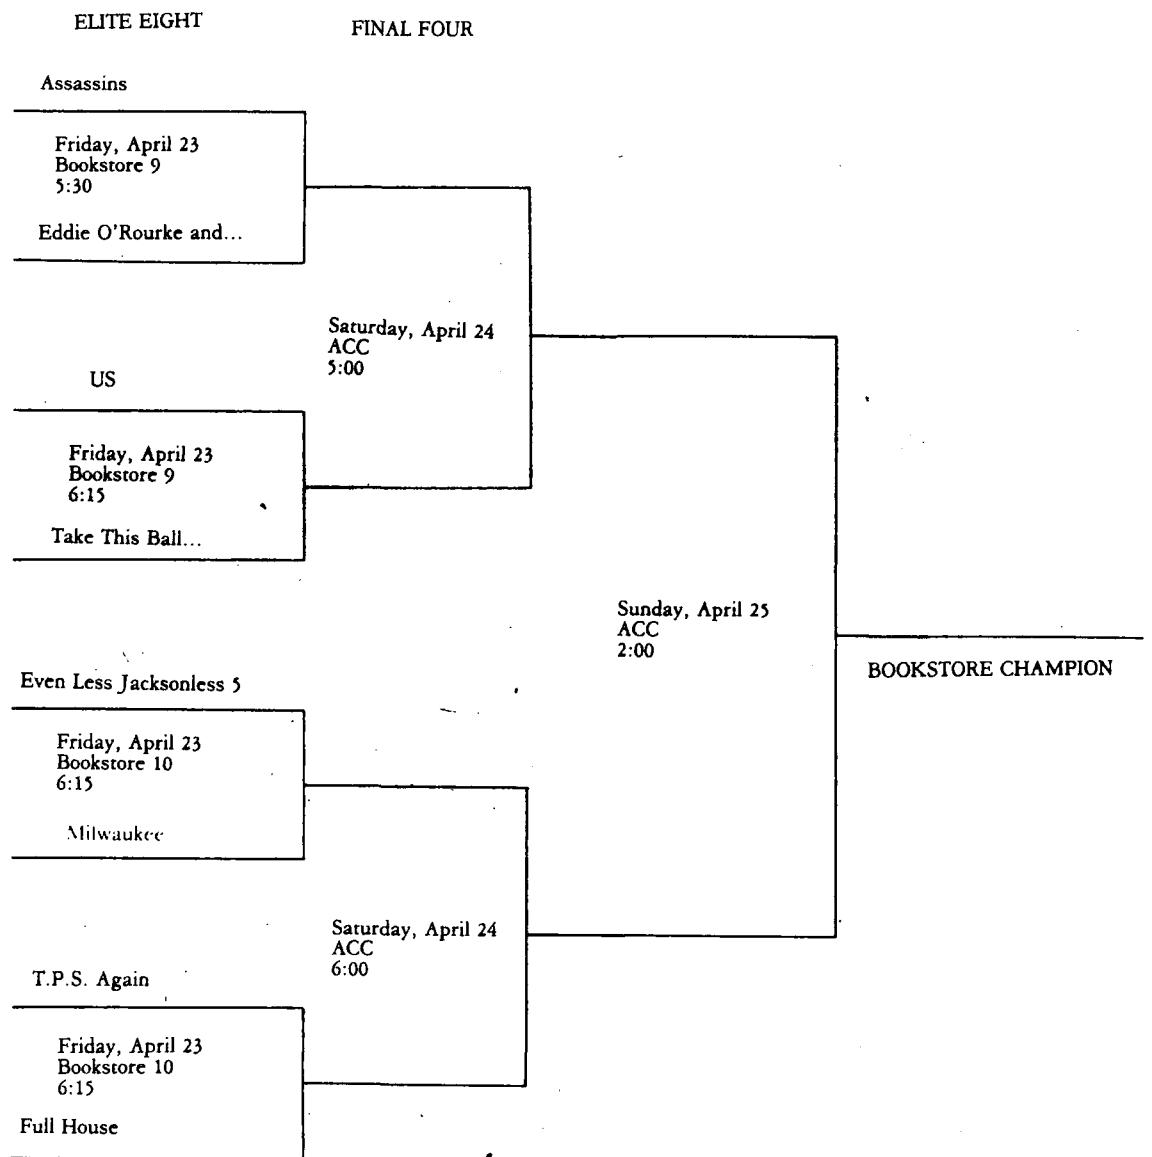 ELITE EIGHT
FINAL FOUR
Assassins
Friday, April 23
Bookstore 9
5:30
Eddie O'Rourke and...
Saturday, April 24
ACC
5:00
US
Friday, April 23
Bookstore 9
6:15
Take This Ball...
Sunday, April 25
ACC
2:00
BOOKSTORE CHAMPION
Even Less Jacksonless 5
Friday, April 23
Bookstore 10
6:15
Milwaukee
Saturday, April 24
ACC
6:00
T.P.S. Again
Friday, April 23
Bookstore 10
6:15
Full House